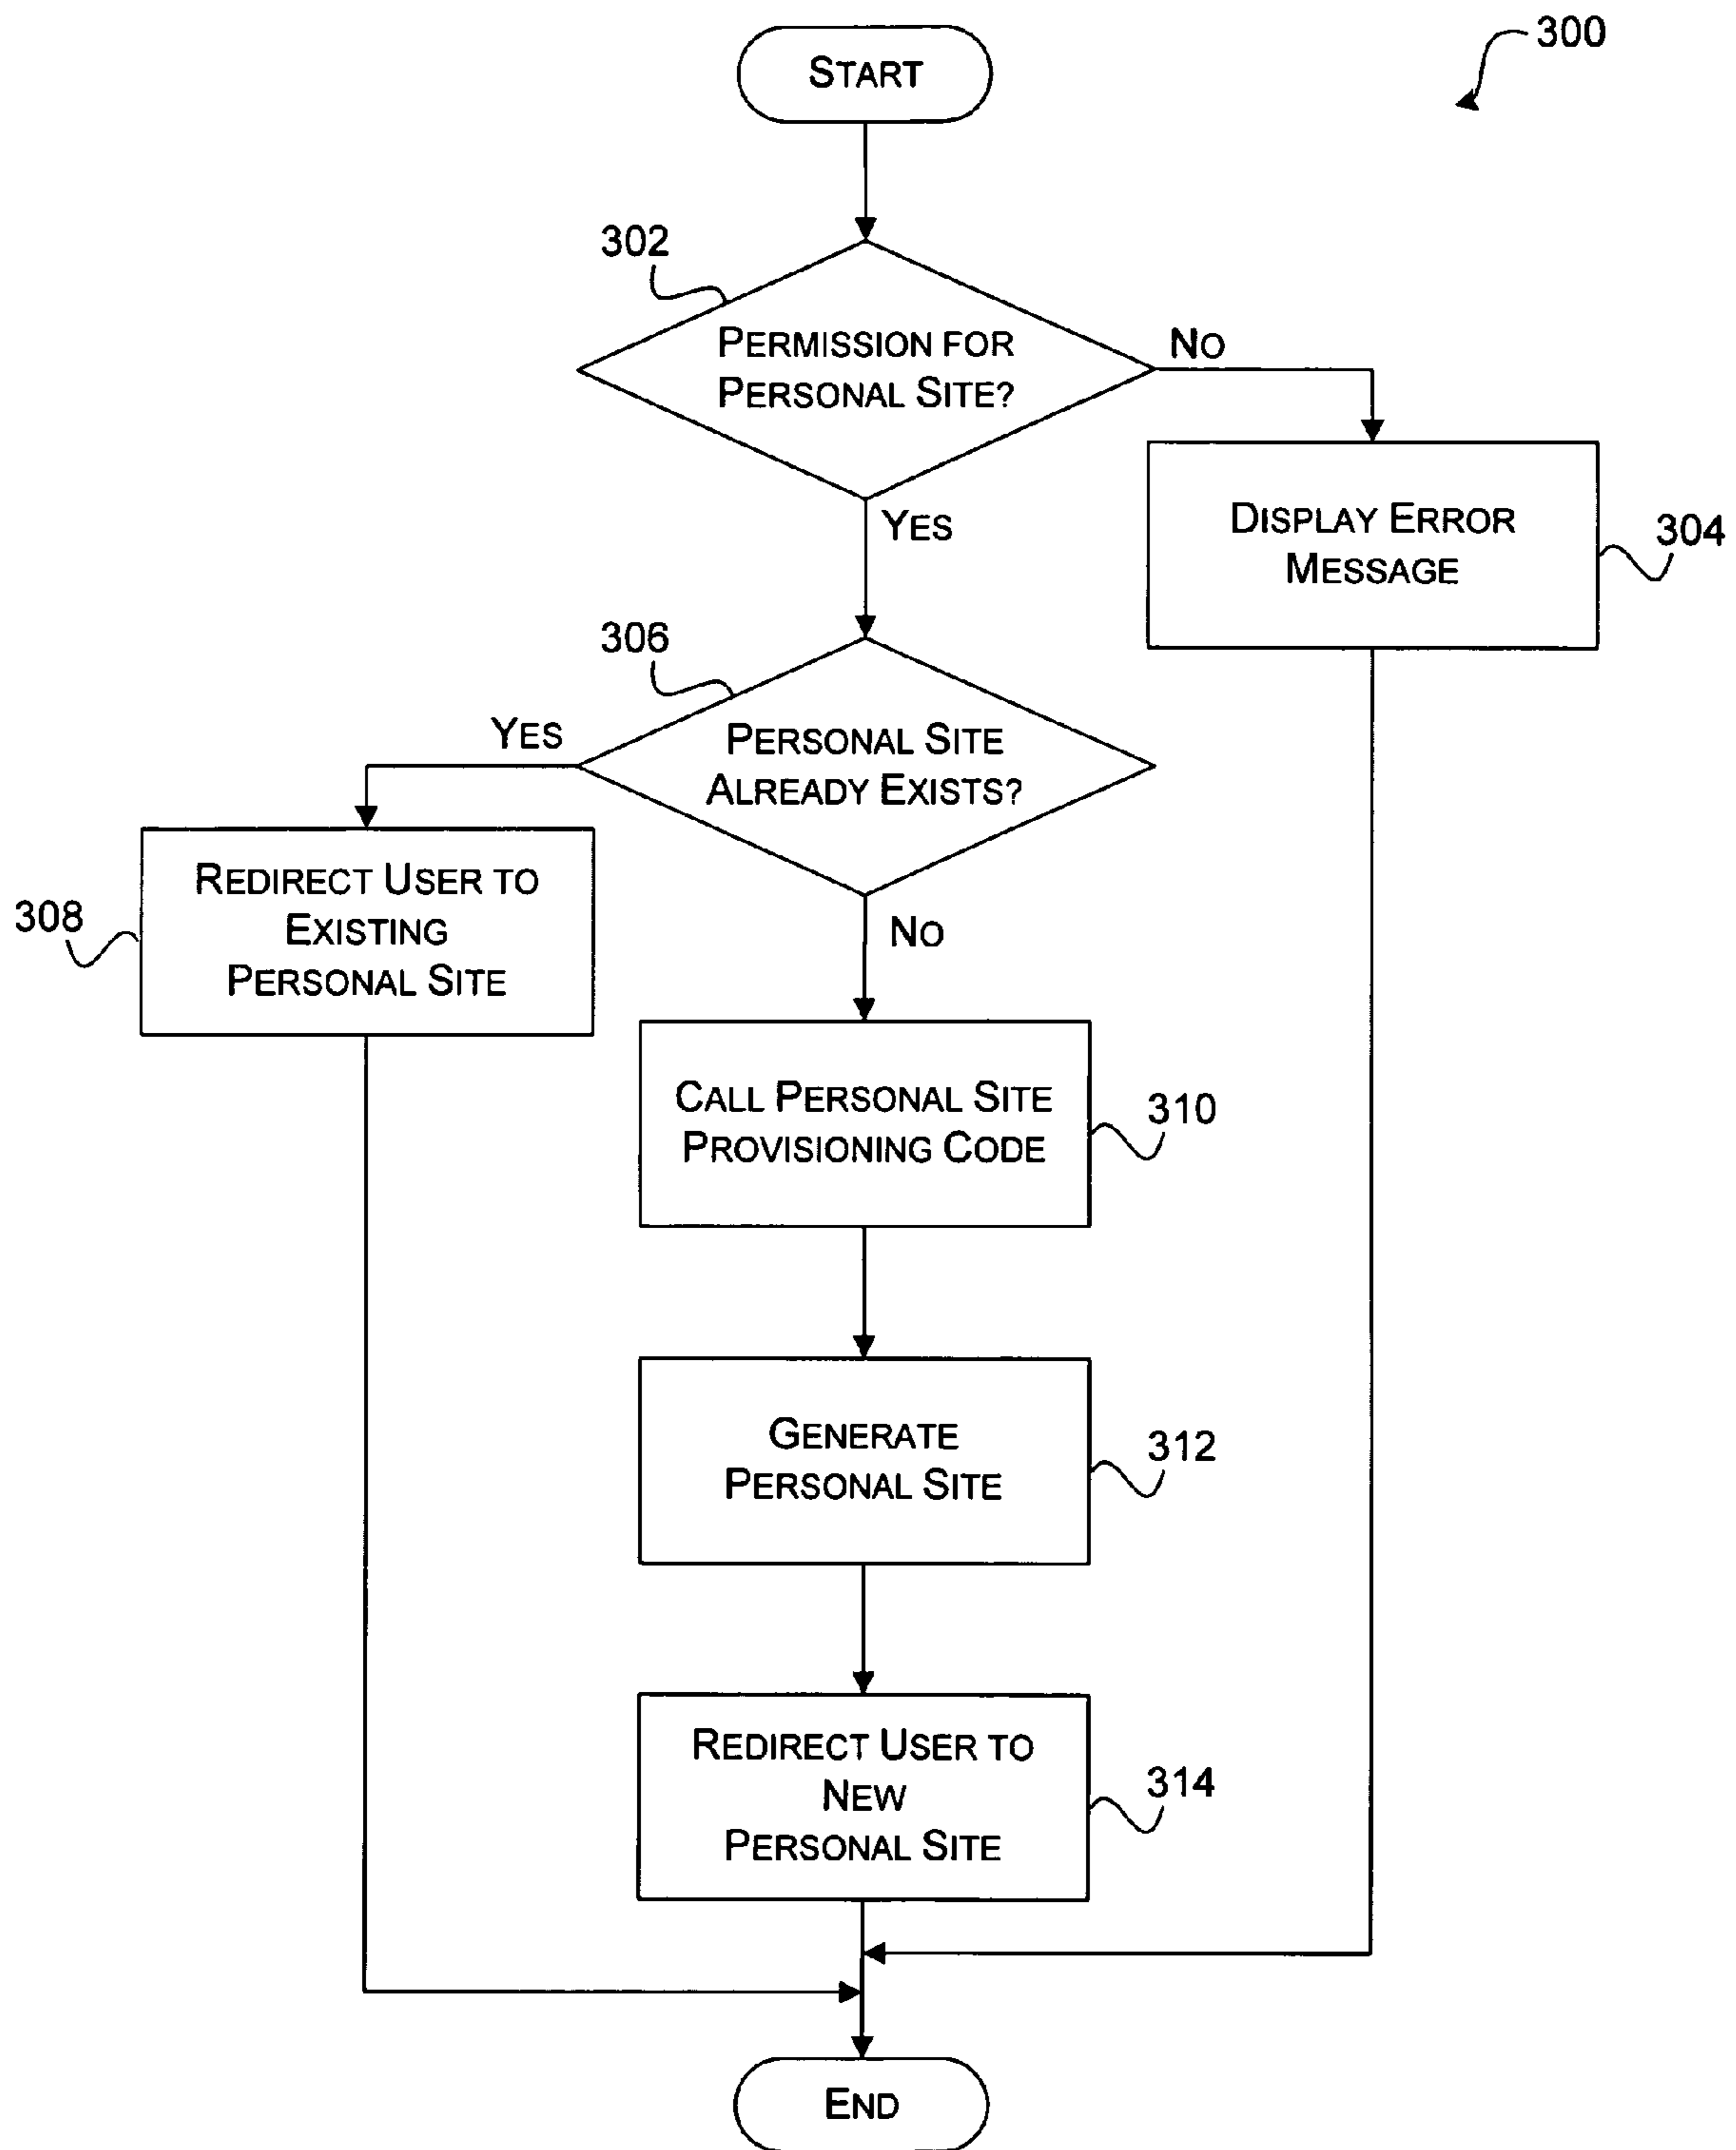 START
300
302
PERMISSION FOR
PERSONAL SITE?
NO
YES
DISPLAY ERROR
MESSAGE
304
306
PERSONAL SITE
ALREADY EXISTS?
YES
NO
REDIRECT USER TO
EXISTING
PERSONAL SITE
308
CALL PERSONAL SITE
PROVISIONING CODE
310
GENERATE
PERSONAL SITE
312
REDIRECT USER TO
NEW
PERSONAL SITE
314
END